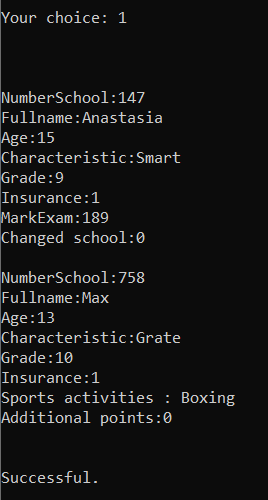 Your choice: 1
NumberSchool:147
Fullname:Anastasia
Age:15
Characteristic:Smart
Grade:9
Insurance:1
MarkExam:189
Changed school:0
NumberSchool:758
Fullname:Max
Age:13
Characteristic:Grate
Grade:10
Insurance:1
Sports activities : Boxing
Additional points:0
Successful.